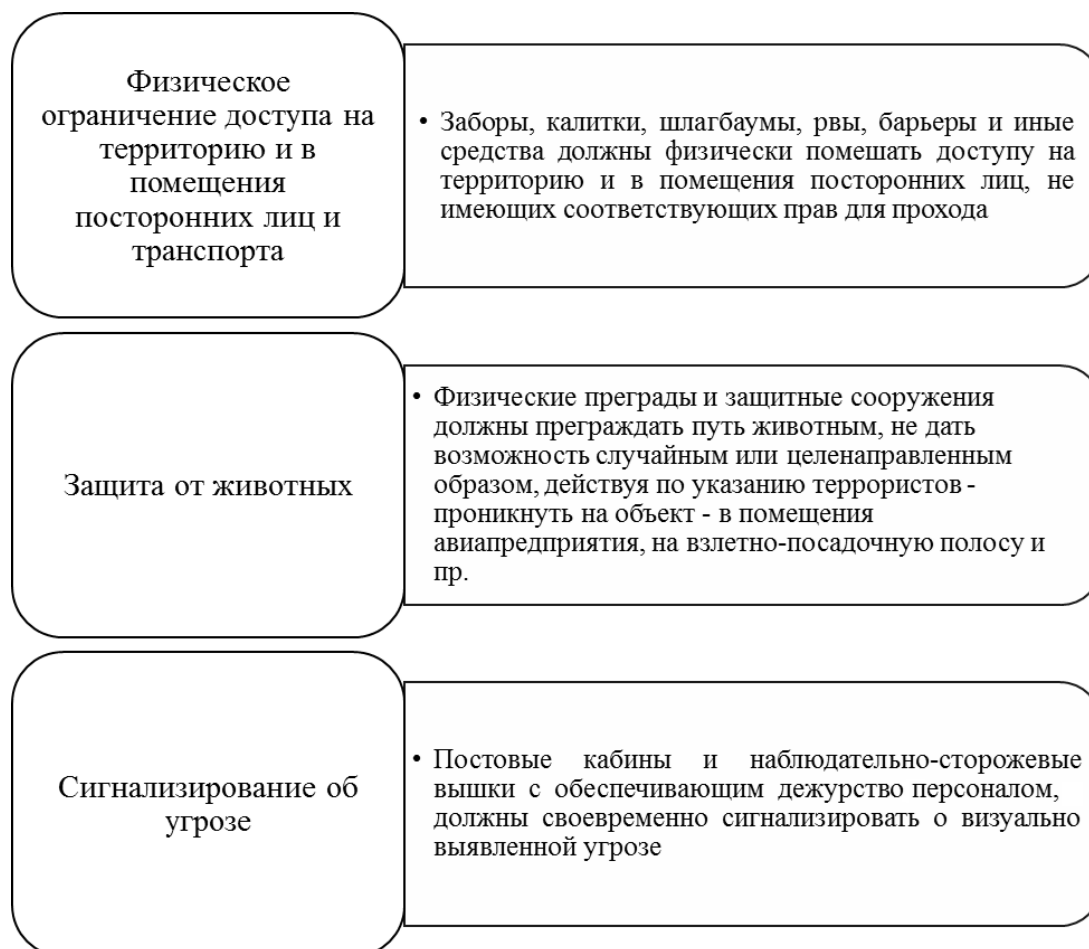 Физическое
ограничение доступа на
территорию и в
помещения
посторонних лиц и
транспорта
• Заборы, калитки, шлагбаумы, рвы, барьеры и иные
средства должны физически помешать доступу на
территорию и в помещения посторонних лиц, не
имеющих соответствующих прав для прохода
Защита от животных
• Физические преграды и защитные сооружения
должны преграждать путь животным, не дать
возможность случайным или целенаправленным
образом, действуя по указанию террористов -
проникнуть на объект - в помещения
авиапредприятия, на взлетно-посадочную полосу и
пр.
Сигнализирование об
угрозе
• Постовые кабины и наблюдательно-сторожевые
вышки с обеспечивающим дежурство персоналом,
должны своевременно сигнализировать о визуально
выявленной угрозе